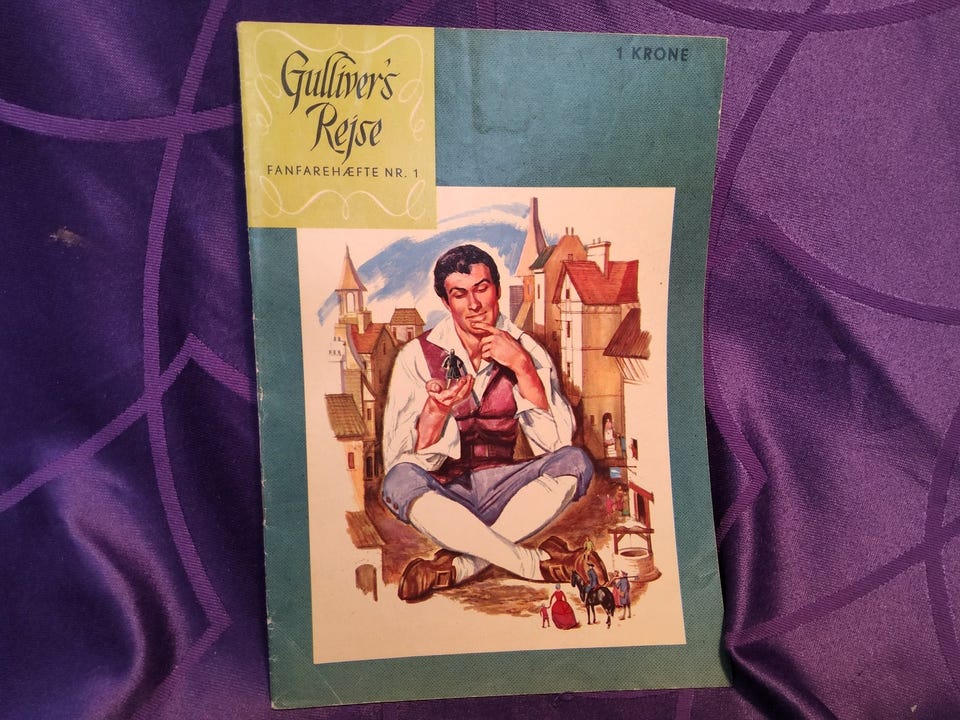 Gulliver's
Rejse
FANFAREHÆFTE NR. 1
1 KRONE